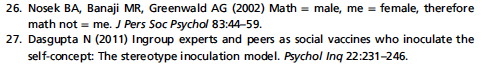 26. Nosek BA, Banaji MR, Greenwald AG (2002) Math = male, me = female, therefore
math not = me. J Pers Soc Psychol 83:44–59.
27. Dasgupta N (2011) Ingroup experts and peers as social vaccines who inoculate the
self-concept: The stereotype inoculation model. Psychol Inq 22:231–246.